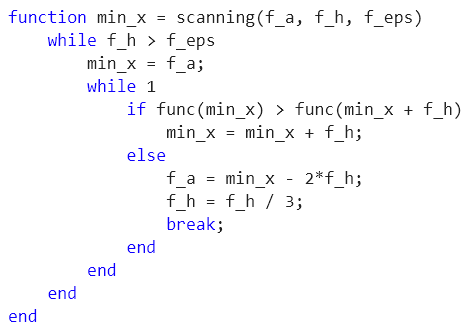 function min_x = scanning(f_a, f_h, f_eps)
    while f_h > f_eps
        min_x = f_a;
        while 1
            if func(min_x) > func(min_x + f_h)
                min_x = min_x + f_h;
            else
                f_a = min_x - 2*f_h;
                f_h = f_h / 3;
                break;
            end
        end
    end
end